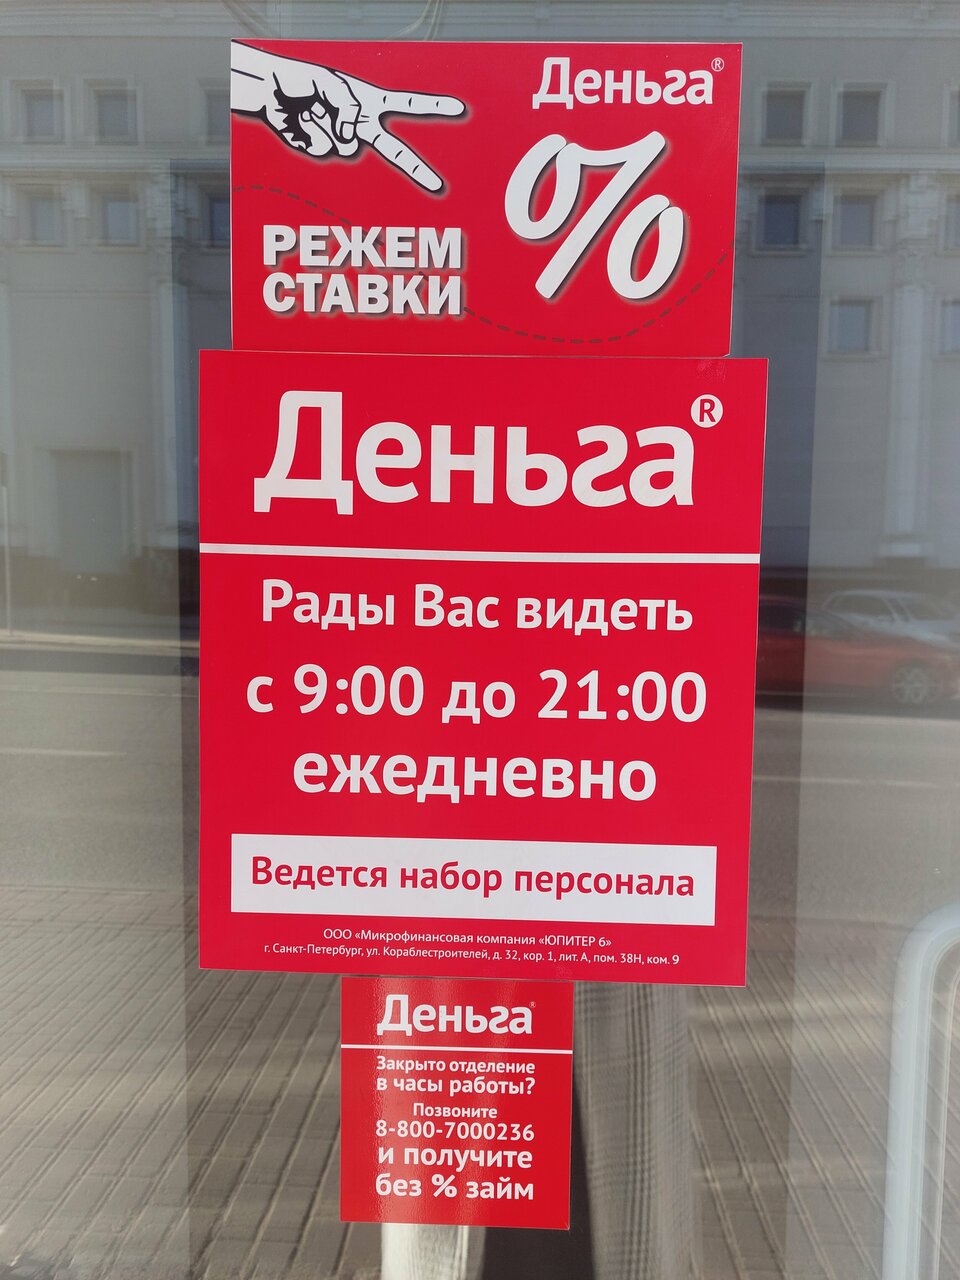 Деньга®
%
РЕЖЕМ
СТАВКИ
Деньга®
Рады Вас видеть
с 9:00 до 21:00
ежедневно
Ведется набор персонала
ООО «Микрофинансовая компания «ЮПИТЕР 6»
г. Санкт-Петербург, ул. Кораблестроителей, д. 32, кор. 1, лит. А, пом. 38Н, ком. 9
Деньга®
Закрыто отделение
в часы работы?
Позвоните
8-800-7000236
и получите
без % займ